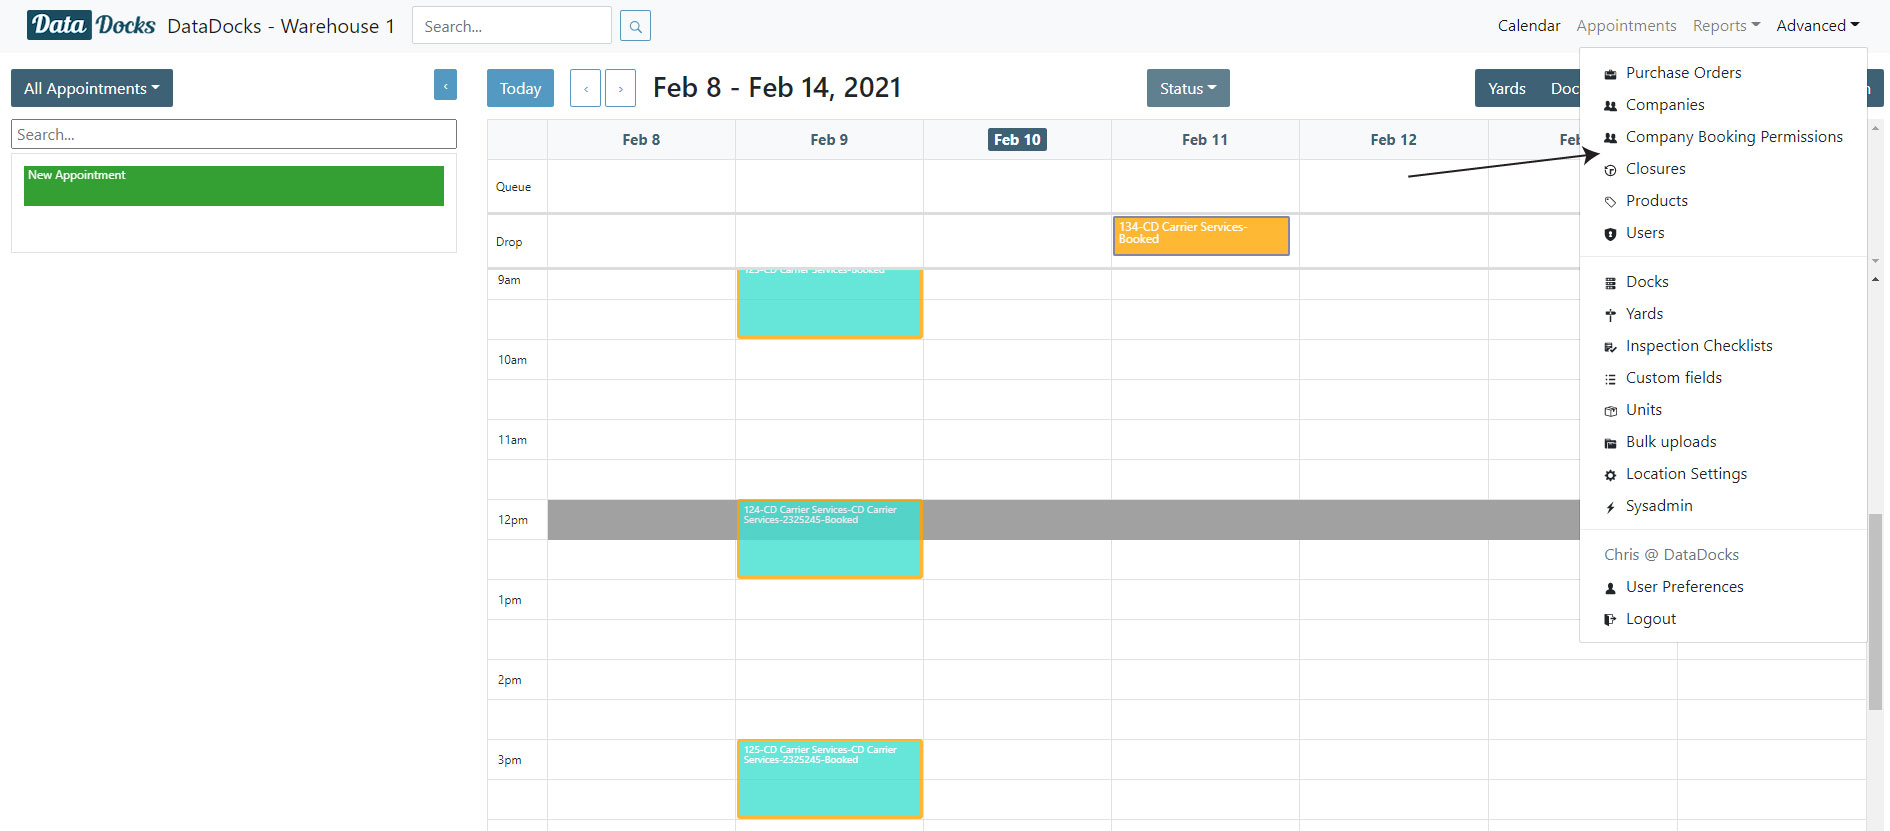 Data Docks DataDocks - Warehouse 1 Search... Calendar Appointments Reports Advanced
All Appointments
Search...
New Appointment
Today Feb 8 - Feb 14, 2021 Status Yards
Feb 8 Feb 9 Feb 10 Feb 11 Feb 12
Queue
Drop
134-CD Carrier Services-
Booked
123-CD Carrier Services-Booked
9am
10am
11am
12pm
124-CD Carrier Services-CD Carrier
Services-2325245-Booked
1pm
2pm
3pm
125-CD Carrier Services-CD Carrier
Services-2325245-Booked
Purchase Orders
Companies
Company Booking Permissions
Closures
Products
Users
Docks
Yards
Inspection Checklists
Custom fields
Units
Bulk uploads
Location Settings
Sysadmin
Chris @ DataDocks
User Preferences
Logout